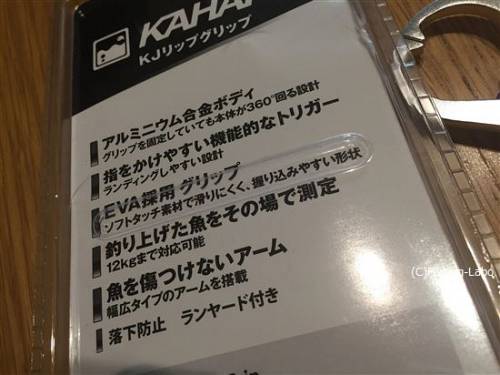 KAHAR
KJリップグリップ
アルミニウム合金ボディ
グリップを固定していても本体が360°回る設計
指をかけやすい機能的なトリガー
ランディングしやすい設計
EVA採用グリップ
ソフトタッチ素材で滑りにくく、握り込みやすい形状
釣り上げた魚をその場で測定
12kgまで対応可能
魚を傷つけないアーム
幅広タイプのアームを搭載
落下防止 ランヤード付き